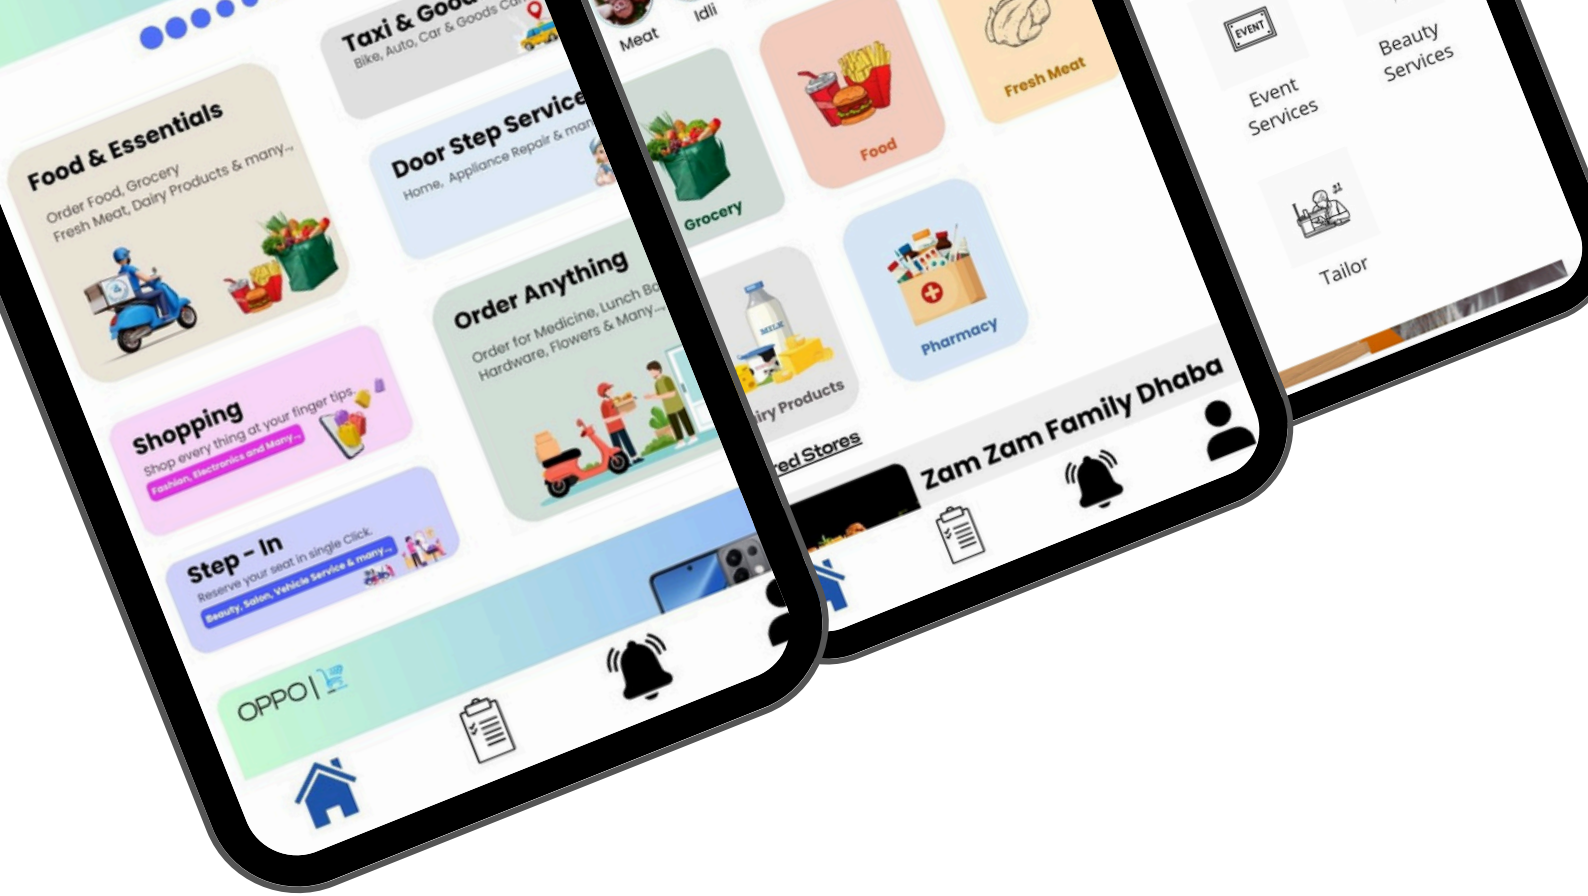 Taxi & Good
Bike, Auto, Car & Goods Ca
Food & Essentials
Order Food, Grocery
Fresh Meat, Dairy Products & many..,
Door Step Service
Home, Appliance Repair & man
Order Anything
Order for Medicine, Lunch Bo
Hardware, Flowers & Many...,
Shopping
Shop every thing at your finger tips.
Fashion, Electronics and Many..,
Step - In
Reserve your seat in single Click.
Beauty, Salon, Vehicle Service & many...,
OPPO
Meat
Idli
Grocery
Food
Fresh Meat
MILK
iry Products
Pharmacy
red Stores
Zam Zam Family Dhaba
EVENT
Event
Services
Beauty
Services
Tailor